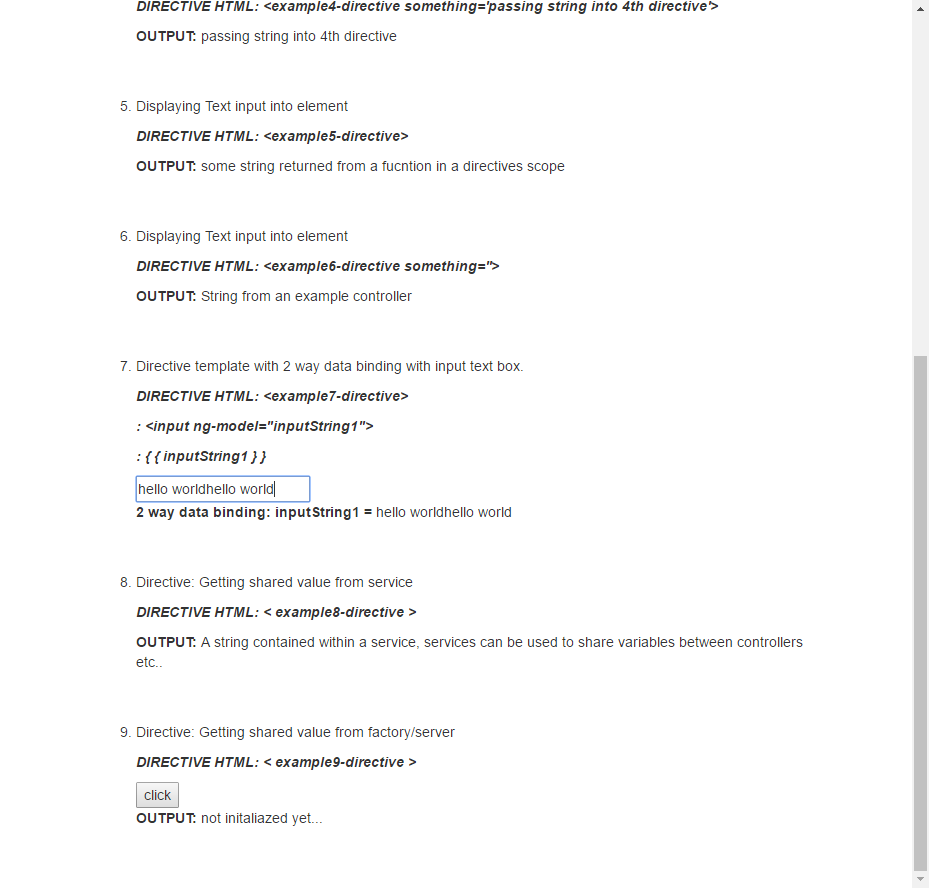 DIRECTIVE HTML: <example4-directive something='passing string into 4th directive'>
OUTPUT: passing string into 4th directive
5. Displaying Text input into element
DIRECTIVE HTML: <example5-directive>
OUTPUT: some string returned from a fucntion in a directives scope
6. Displaying Text input into element
DIRECTIVE HTML: <example6-directive something=''>
OUTPUT: String from an example controller
7. Directive template with 2 way data binding with input text box.
DIRECTIVE HTML: <example7-directive>
: <input ng-model="inputString1">
: { { inputString1 } }
hello worldhello world
2 way data binding: inputString1 = hello worldhello world
8. Directive: Getting shared value from service
DIRECTIVE HTML: < example8-directive >
OUTPUT: A string contained within a service, services can be used to share variables between controllers
etc..
9. Directive: Getting shared value from factory/server
DIRECTIVE HTML: < example9-directive >
click
OUTPUT: not initaliazed yet...